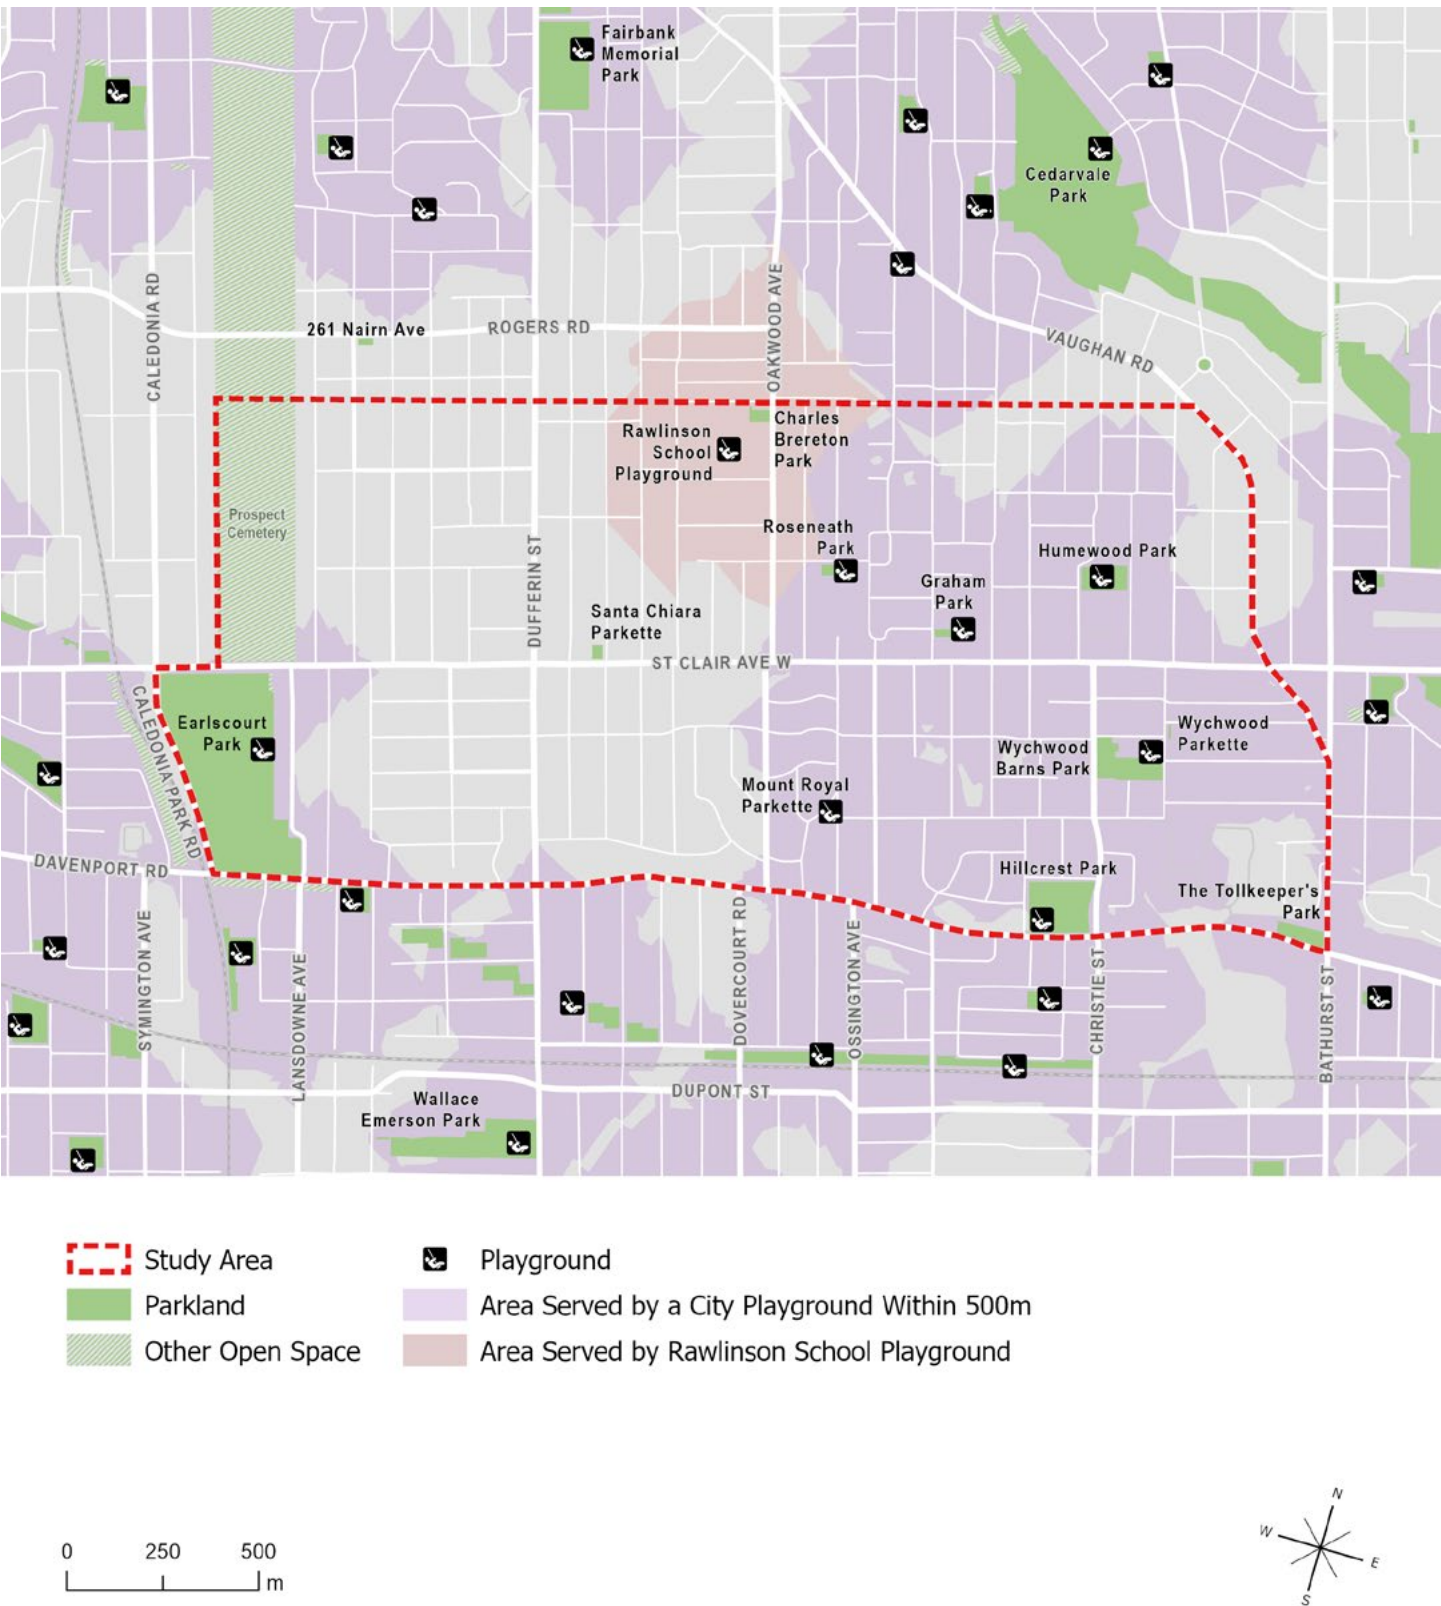 Fairbank
Memorial
Park
Cedarvale
Park
CALEDONIA RD
261 Nairn Ave
ROGERS RD
OAKWOOD AVE
VAUGHAN RD
Rawlinson
School
Playground
Charles
Brereton
Park
Prospect
Cemetery
DUFFERIN ST
Roseneath
Park
Humewood Park
Graham
Park
Santa Chiara
Parkette
ST CLAIR AVE W
CALEDONIA PARK RD
Earlscourt
Park
Wychwood
Parkette
Wychwood
Barns Park
Mount Royal
Parkette
DAVENPORT RD
Hillcrest Park
The Tollkeeper's
Park
SYMINGTON AVE
LANSDOWNE AVE
DOVERCOURT RD
OSSINGTON AVE
CHRISTIE ST
BATHURST ST
DUPONT ST
Wallace
Emerson Park
Study Area
Playground
Parkland
Area Served by a City Playground Within 500m
Other Open Space
Area Served by Rawlinson School Playground
0 250 500
m
N
W
E
S